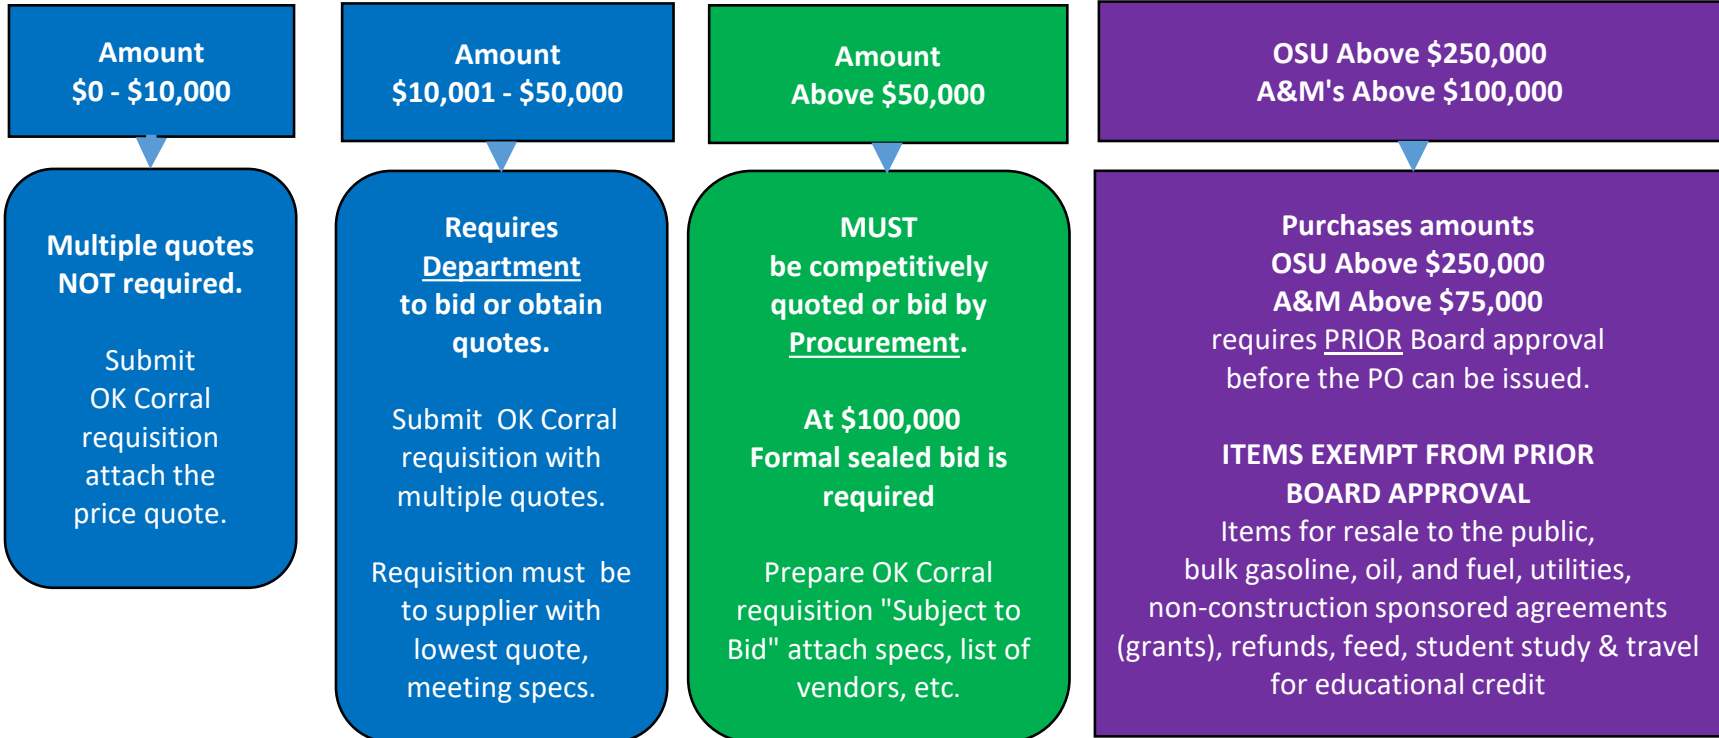 Amount
$0 - $10,000
Multiple quotes
NOT required.
Submit
OK Corral
requisition
attach the
price quote.
Amount
$10,001 - $50,000
Requires
Department
to bid or obtain
quotes.
Submit  OK Corral
requisition with
multiple quotes.
Requisition must  be
to supplier with
lowest quote,
meeting specs.
Amount
Above $50,000
MUST
be competitively
quoted or bid by
Procurement.
At $100,000
Formal sealed bid is
required
Prepare OK Corral
requisition "Subject to
Bid" attach specs, list of
vendors, etc.
OSU Above $250,000
A&M's Above $100,000
Purchases amounts
OSU Above $250,000
A&M Above $75,000
requires PRIOR Board approval
before the PO can be issued.
ITEMS EXEMPT FROM PRIOR
BOARD APPROVAL
Items for resale to the public,
bulk gasoline, oil, and fuel, utilities,
non-construction sponsored agreements
(grants), refunds, feed, student study & travel
for educational credit